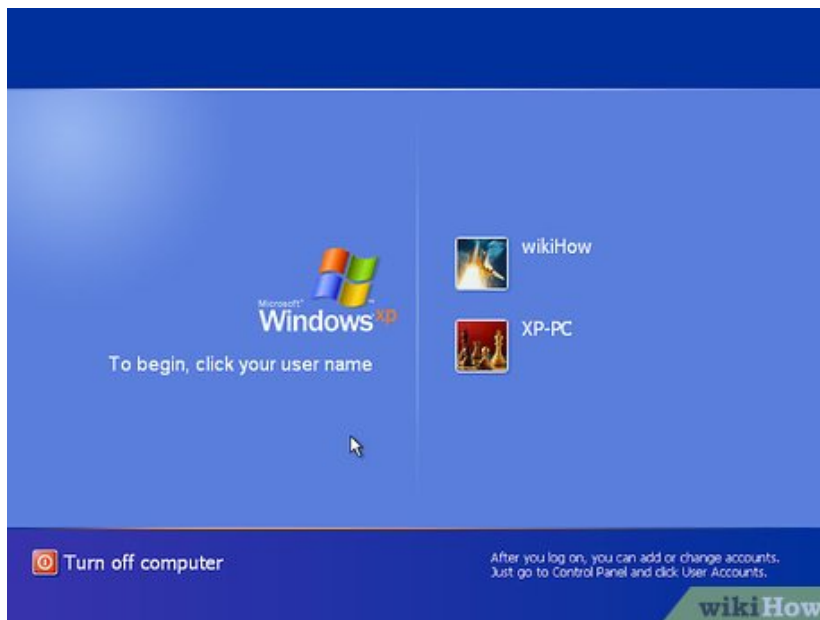 wikiHow
XP-PC
Microsoft®
Windows xp™
To begin, click your user name
Turn off computer
After you log on, you can add or change accounts.
Just go to Control Panel and click User Accounts.
wikiHow